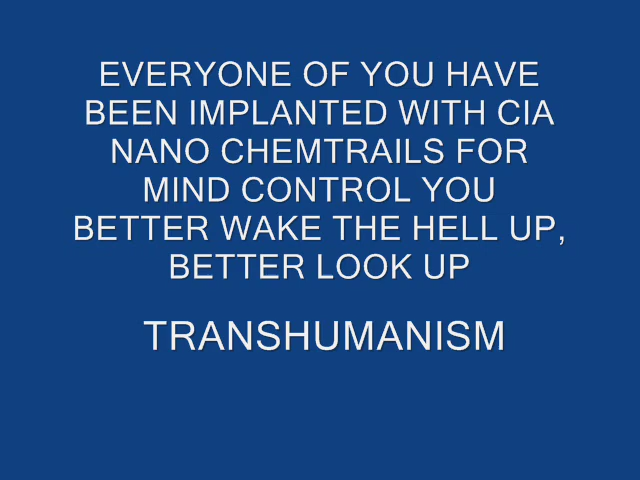 EVERYONE OF YOU HAVE
BEEN IMPLANTED WITH CIA
NANO CHEMTRAILS FOR
MIND CONTROL YOU
BETTER WAKE THE HELL UP,
BETTER LOOK UP
TRANSHUMANISM